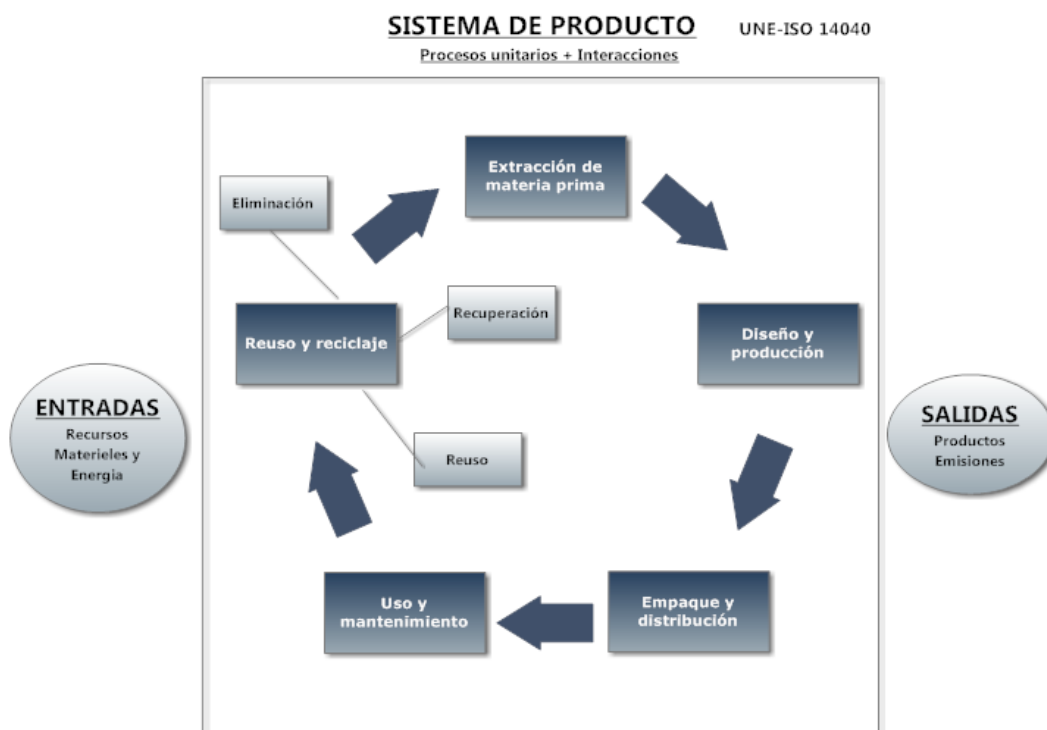 SISTEMA DE PRODUCTO UNE-ISO 14040
Procesos unitarios + Interacciones
Extracción de
materia prima
Eliminación
Recuperación
Reuso y reciclaje
Diseño y
producción
ENTRADAS
Recursos
Materieles y
Energia
SALIDAS
Productos
Emisiones
Reuso
Uso y
mantenimiento
Empaque y
distribución